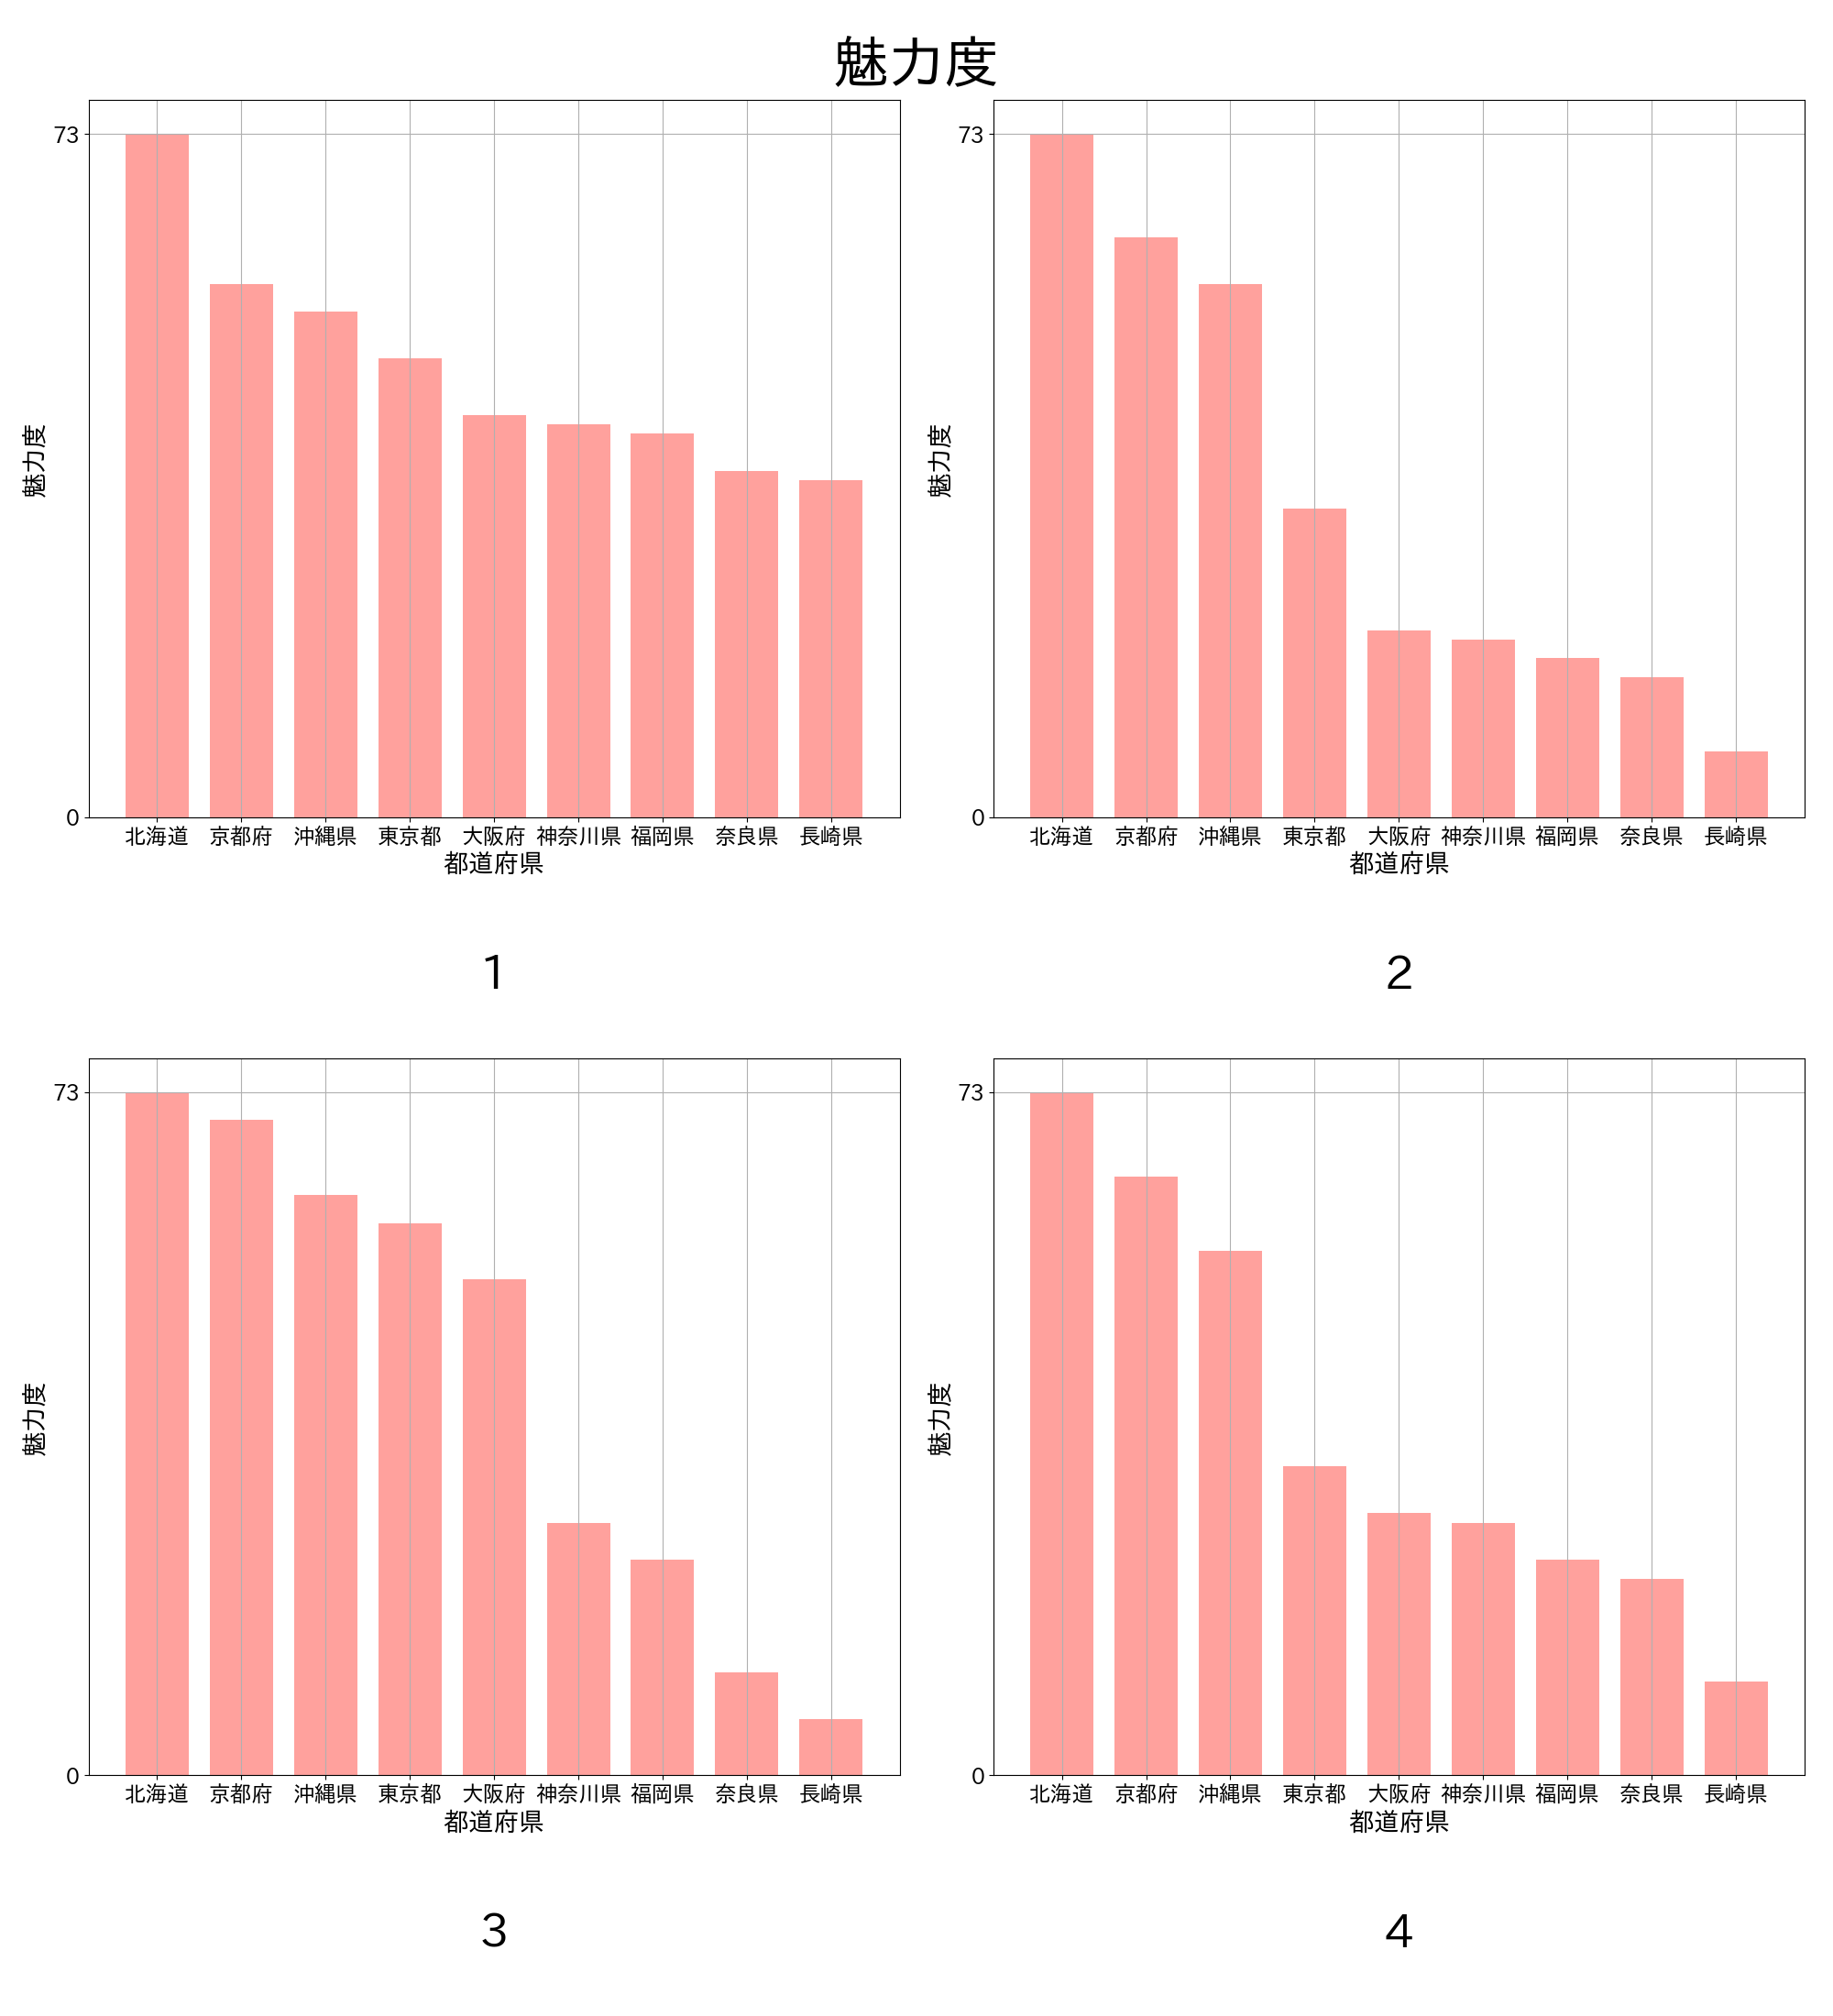 魅力度
73
0
魅力度
北海道 京都府 沖縄県 東京都 大阪府 神奈川県 福岡県 奈良県 長崎県
都道府県
1
73
0
魅力度
北海道 京都府 沖縄県 東京都 大阪府 神奈川県 福岡県 奈良県 長崎県
都道府県
2
73
0
魅力度
北海道 京都府 沖縄県 東京都 大阪府 神奈川県 福岡県 奈良県 長崎県
都道府県
3
73
0
魅力度
北海道 京都府 沖縄県 東京都 大阪府 神奈川県 福岡県 奈良県 長崎県
都道府県
4